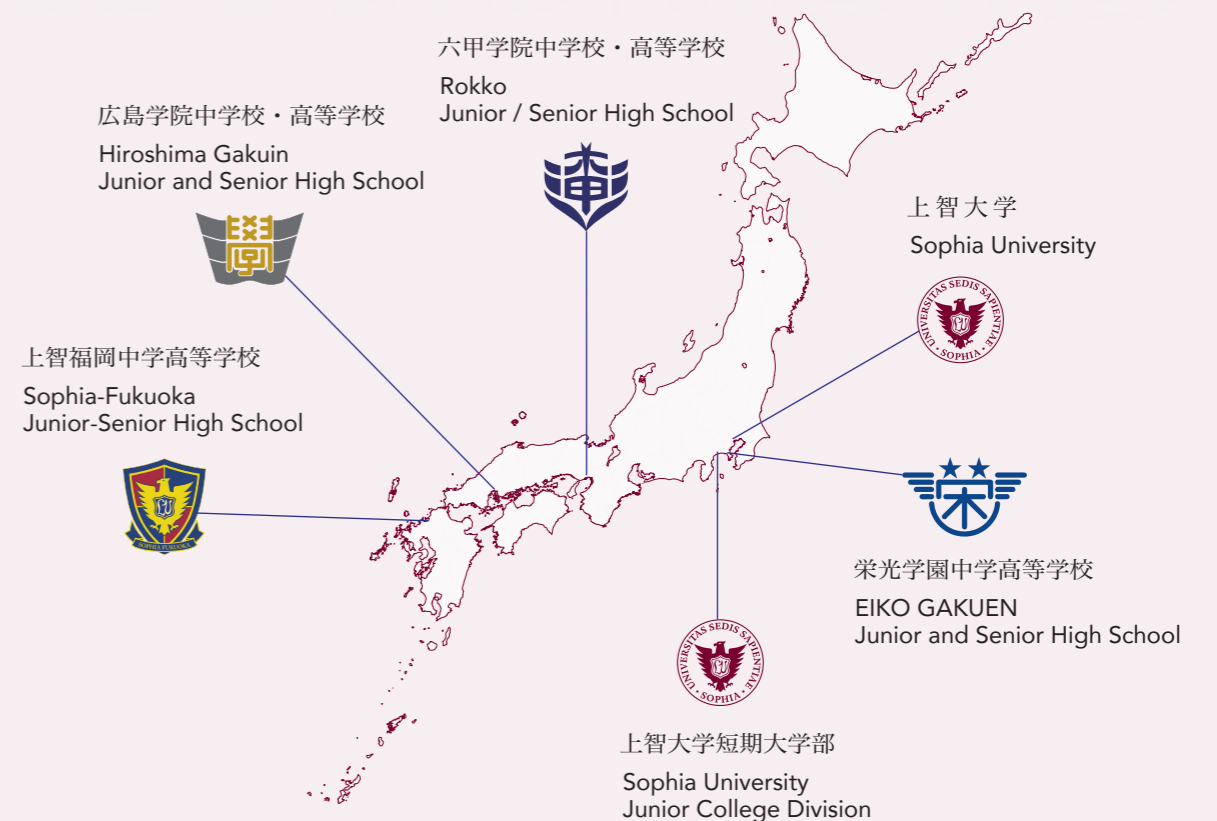 六甲学院中学校・高等学校
Rokko
Junior / Senior High School
広島学院中学校・高等学校
Hiroshima Gakuin
Junior and Senior High School
上智大学
Sophia University
UNIVERSITAS SEDIS SAPIENTIAE
SOPHIA
上智福岡中学高等学校
Sophia-Fukuoka
Junior-Senior High School
SOPHIA FUKUOKA
栄光学園中学高等学校
EIKO GAKUEN
Junior and Senior High School
UNIVERSITAS SEDIS SAPIENTIAE
SOPHIA
上智大学短期大学部
Sophia University
Junior College Division